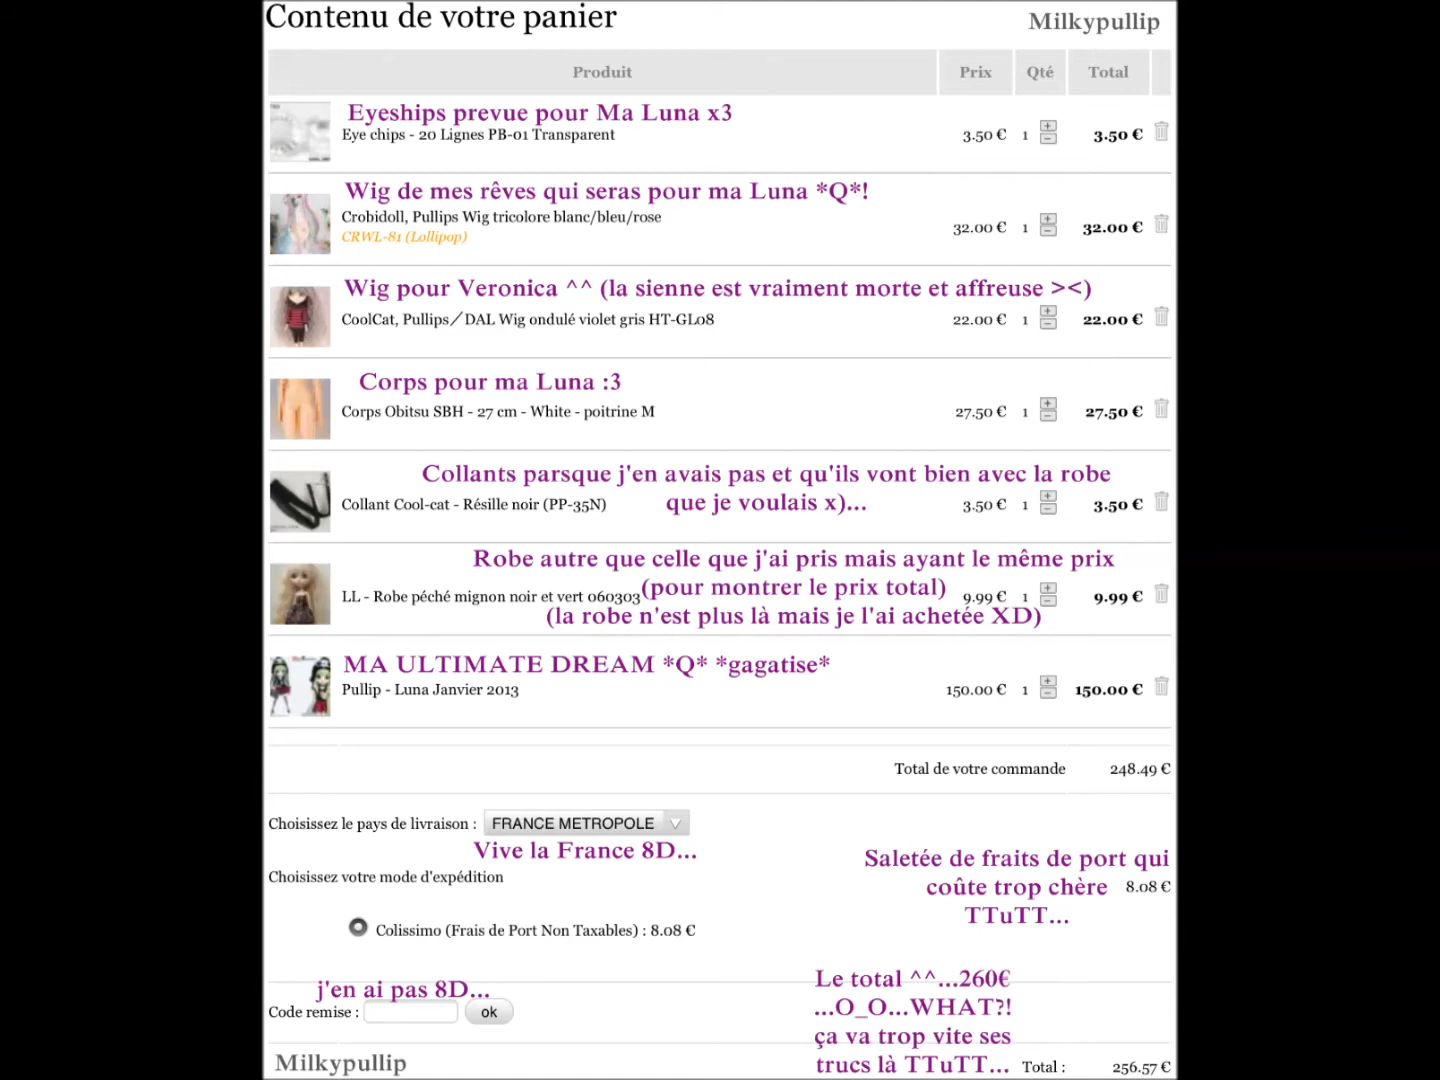 Contenu de votre panier
Milkypullip
Produit Prix Qté Total
Eyeships prevue pour Ma Luna x3
Eye chips - 20 Lignes PB-01 Transparent 3.50 € 1 3.50 €
Wig de mes rêves qui seras pour ma Luna *Q*!
Crobidoll, Pullips Wig tricolore blanc/bleu/rose
CRWL-81 (Lollipop) 32.00 € 1 32.00 €
Wig pour Veronica ^^ (la sienne est vraiment morte et affreuse ><)
CoolCat, Pullips／DAL Wig ondulé violet gris HT-GL08 22.00 € 1 22.00 €
Corps pour ma Luna :3
Corps Obitsu SBH - 27 cm - White - poitrine M 27.50 € 1 27.50 €
Collants parsque j'en avais pas et qu'ils vont bien avec la robe
que je voulais x)...
Collant Cool-cat - Résille noir (PP-35N) 3.50 € 1 3.50 €
Robe autre que celle que j'ai pris mais ayant le même prix
(pour montrer le prix total)
LL - Robe péché mignon noir et vert 060303 9.99 € 1 9.99 €
(la robe n'est plus là mais je l'ai achetée XD)
MA ULTIMATE DREAM *Q* *gagatise*
Pullip - Luna Janvier 2013 150.00 € 1 150.00 €
Total de votre commande 248.49 €
Choisissez le pays de livraison : FRANCE METROPOLE
Vive la France 8D...
Choisissez votre mode d'expédition
Saletée de fraits de port qui
coûte trop chère 8.08 €
TTuTT...
Colissimo (Frais de Port Non Taxables) : 8.08 €
j'en ai pas 8D...
Code remise : ok
Le total ^^...260€
...O_O...WHAT?!
ça va trop vite ses
trucs là TTuTT...
Milkypullip
Total : 256.57 €